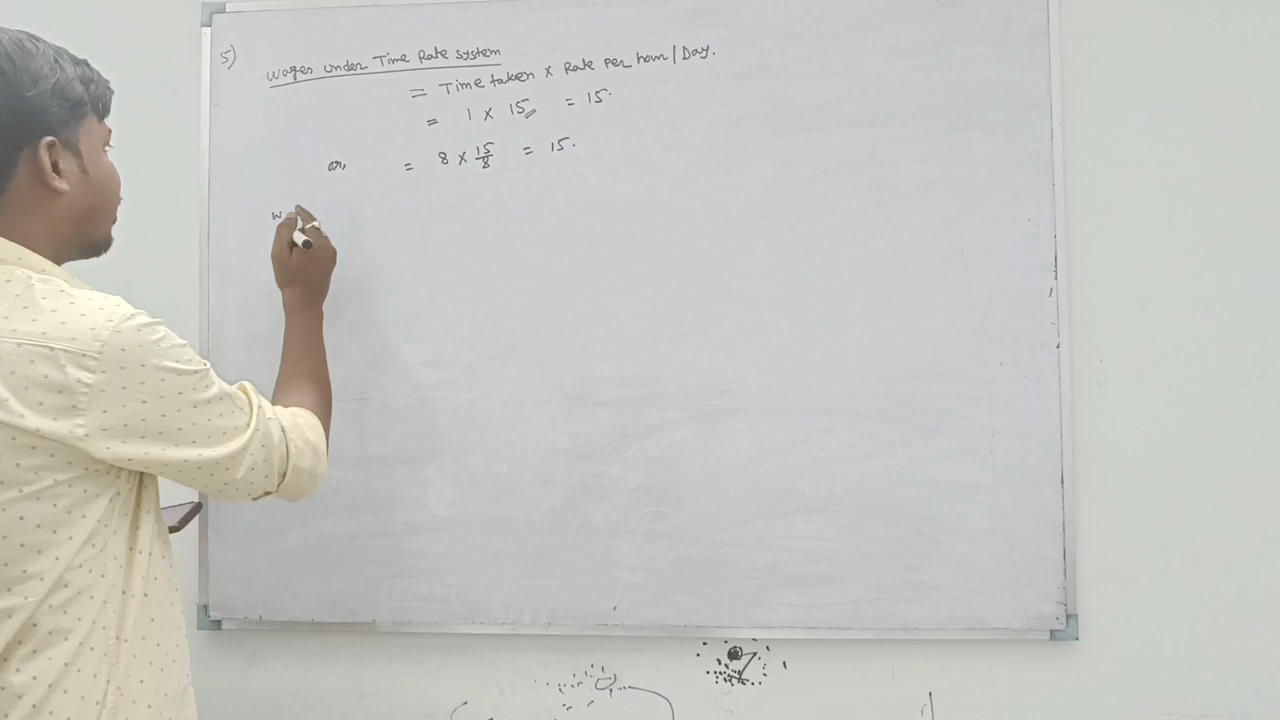 5) Wages under Time Rate system
= Time taken × Rate per hour / Day.
= 1 × 15 = 15.
or, = 8 × 15/8 = 15.
W